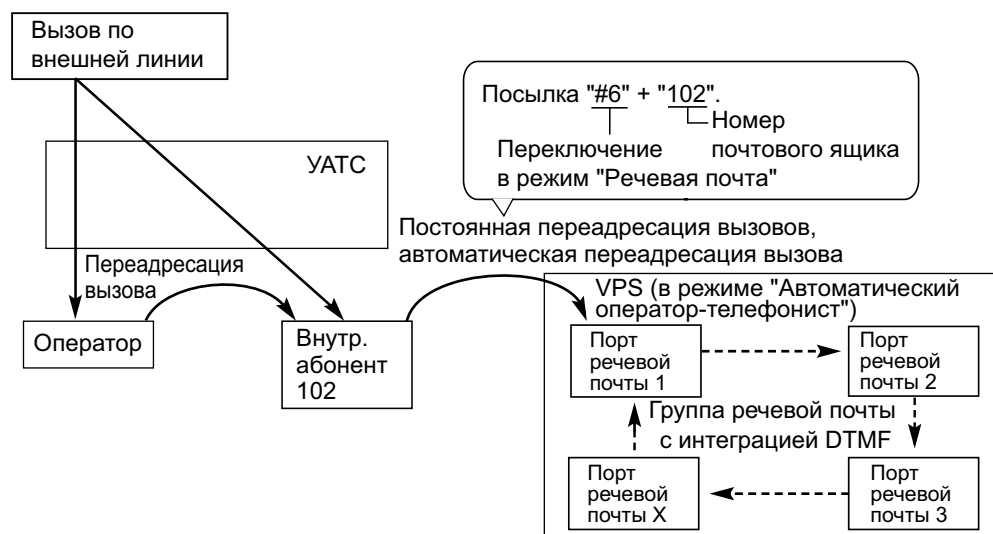 Вызов по
внешней линии
Посылка "#6" + "102".
Номер
Переключение
почтового ящика
в режим "Речевая почта"
УАТС
Постоянная переадресация вызовов,
автоматическая переадресация вызова
Переадресация
вызова
VPS (в режиме "Автоматический
оператор-телефонист")
Оператор
Внутр.
абонент
102
Порт
речевой
почты 1
Порт
речевой
почты 2
Группа речевой почты
с интеграцией DTMF
Порт
речевой
почты X
Порт
речевой
почты 3